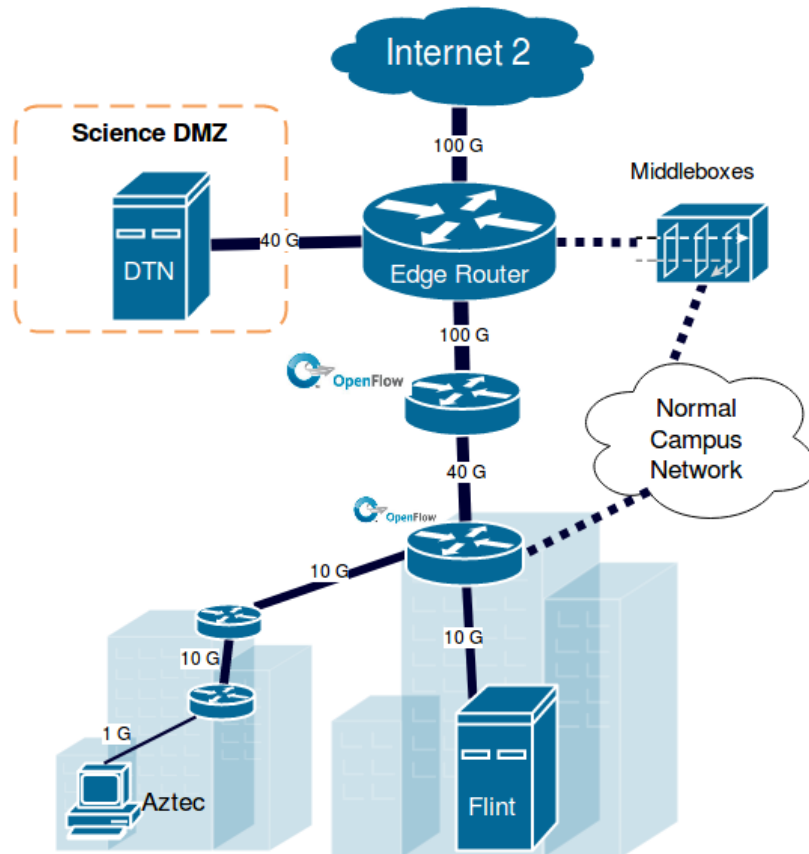 Internet 2
Science DMZ
100 G
Middleboxes
40 G
DTN
Edge Router
100 G
OpenFlow
Normal
Campus
Network
40 G
OpenFlow
10 G
10 G
10 G
1 G
Aztec
Flint